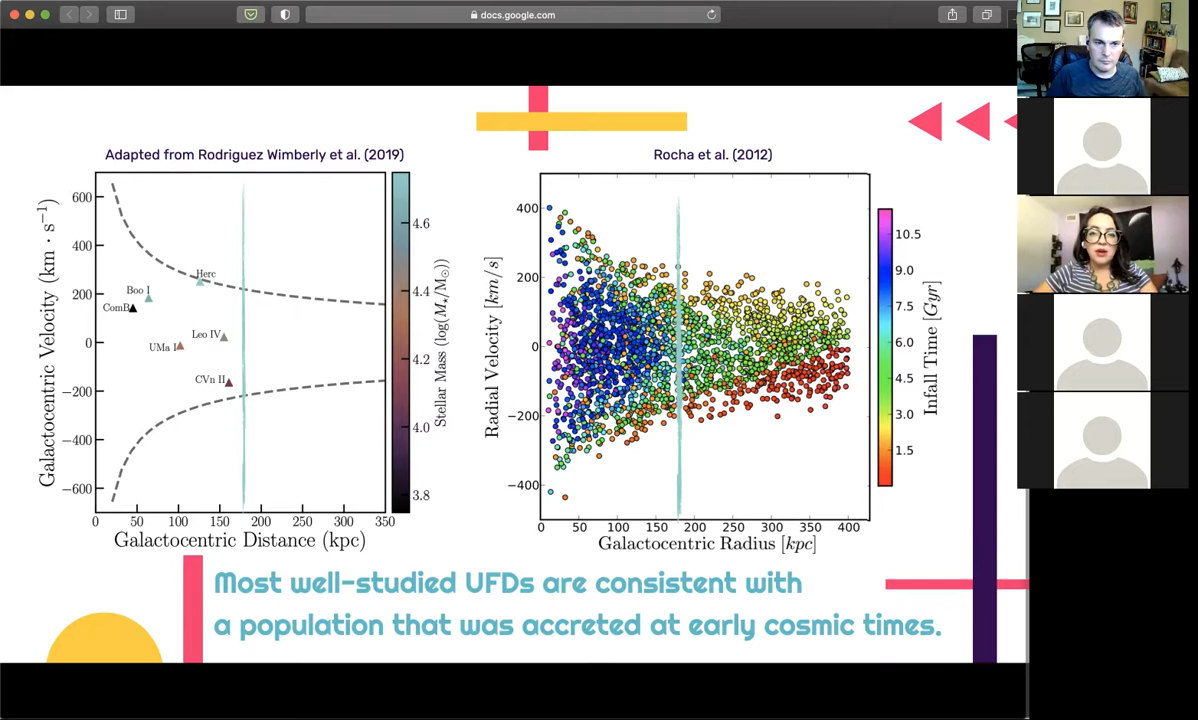 docs.google.com
Adapted from Rodriguez Wimberly et al. (2019)
Rocha et al. (2012)
Galactocentric Velocity (km · s⁻¹)
600
400
200
0
−200
−400
−600
Herc
Boo I
ComB
Leo IV
UMa I
CVn II
0 50 100 150 200 250 300 350
Galactocentric Distance (kpc)
4.6
4.4
4.2
4.0
3.8
Stellar Mass (log(M⋆/M⊙))
Radial Velocity [km/s]
400
200
0
−200
−400
0 50 100 150 200 250 300 350 400
Galactocentric Radius [kpc]
10.5
9.0
7.5
6.0
4.5
3.0
1.5
Infall Time [Gyr]
Most well-studied UFDs are consistent with
a population that was accreted at early cosmic times.